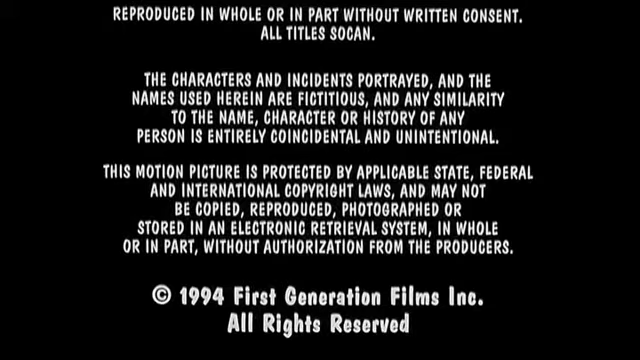 REPRODUCED IN WHOLE OR IN PART WITHOUT WRITTEN CONSENT.
ALL TITLES SOCAN.
THE CHARACTERS AND INCIDENTS PORTRAYED, AND THE
NAMES USED HEREIN ARE FICTITIOUS, AND ANY SIMILARITY
TO THE NAME, CHARACTER OR HISTORY OF ANY
PERSON IS ENTIRELY COINCIDENTAL AND UNINTENTIONAL.
THIS MOTION PICTURE IS PROTECTED BY APPLICABLE STATE, FEDERAL
AND INTERNATIONAL COPYRIGHT LAWS, AND MAY NOT
BE COPIED, REPRODUCED, PHOTOGRAPHED OR
STORED IN AN ELECTRONIC RETRIEVAL SYSTEM, IN WHOLE
OR IN PART, WITHOUT AUTHORIZATION FROM THE PRODUCERS.
© 1994 First Generation Films Inc.
All Rights Reserved